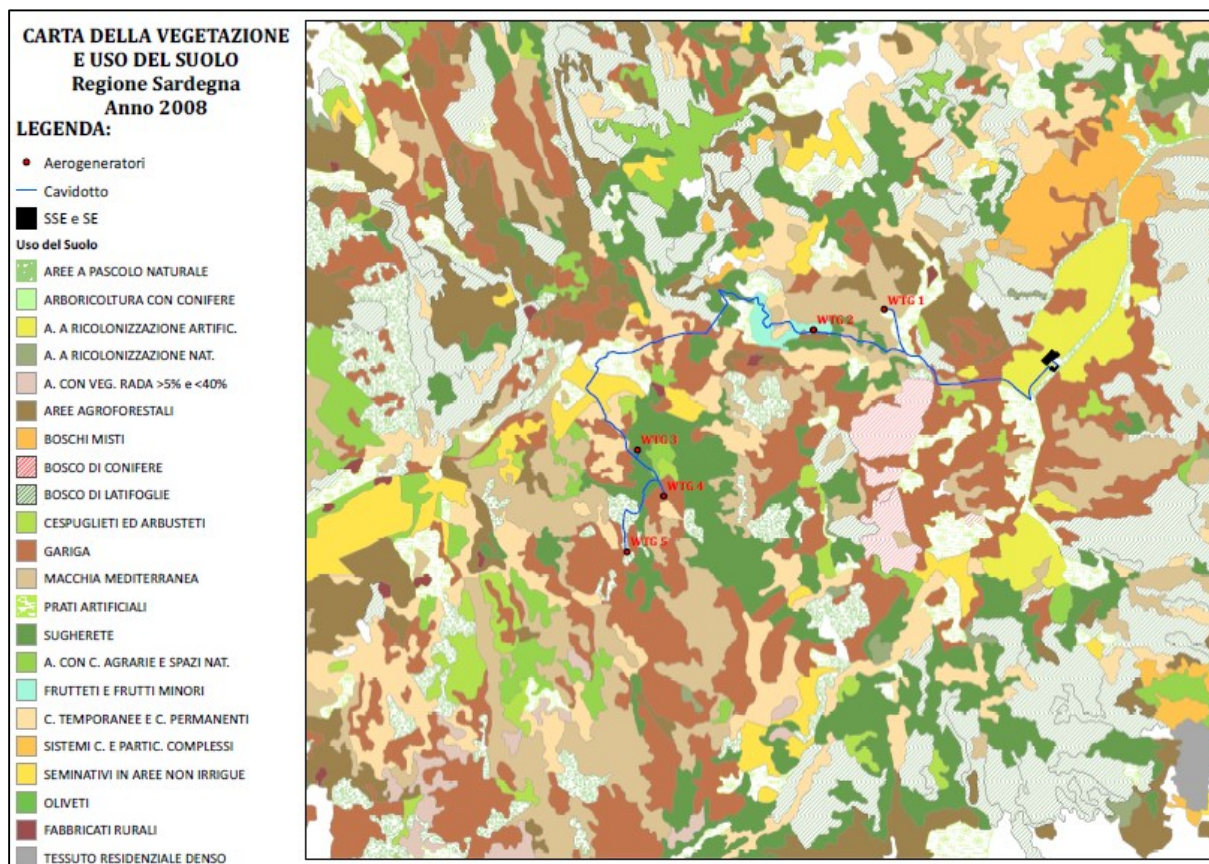 CARTA DELLA VEGETAZIONE
E USO DEL SUOLO
Regione Sardegna
Anno 2008
LEGENDA:
Aerogeneratori
Cavidotto
SSE e SE
Uso del Suolo
AREE A PASCOLO NATURALE
ARBORICOLTURA CON CONIFERE
A. A RICOLONIZZAZIONE ARTIFIC.
A. A RICOLONIZZAZIONE NAT.
A. CON VEG. RADA >5% e <40%
AREE AGROFORESTALI
BOSCHI MISTI
BOSCO DI CONIFERE
BOSCO DI LATIFOGLIE
CESPUGLIETI ED ARBUSTETI
GARIGA
MACCHIA MEDITERRANEA
PRATI ARTIFICIALI
SUGHERETE
A. CON C. AGRARIE E SPAZI NAT.
FRUTTETI E FRUTTI MINORI
C. TEMPORANEE E C. PERMANENTI
SISTEMI C. E PARTIC. COMPLESSI
SEMINATIVI IN AREE NON IRRIGUE
OLIVETI
FABBRICATI RURALI
TESSUTO RESIDENZIALE DENSO
WTG 1
WTG 2
WTG 3
WTG 4
WTG 5